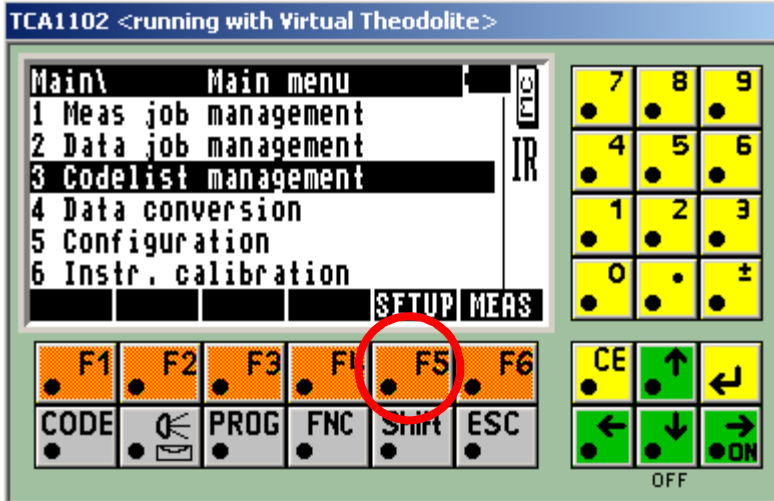 TCA1102 <running with Virtual Theodolite>
Main\ Main menu
1 Meas job management
2 Data job management
3 Codelist management
4 Data conversion
5 Configuration
6 Instr. calibration
SETUP MEAS
mc
IR
7 8 9
4 5 6
1 2 3
0 . ±
F1 F2 F3 F4 F5 F6
CODE PROG FNC Shift ESC
CE
ON
OFF